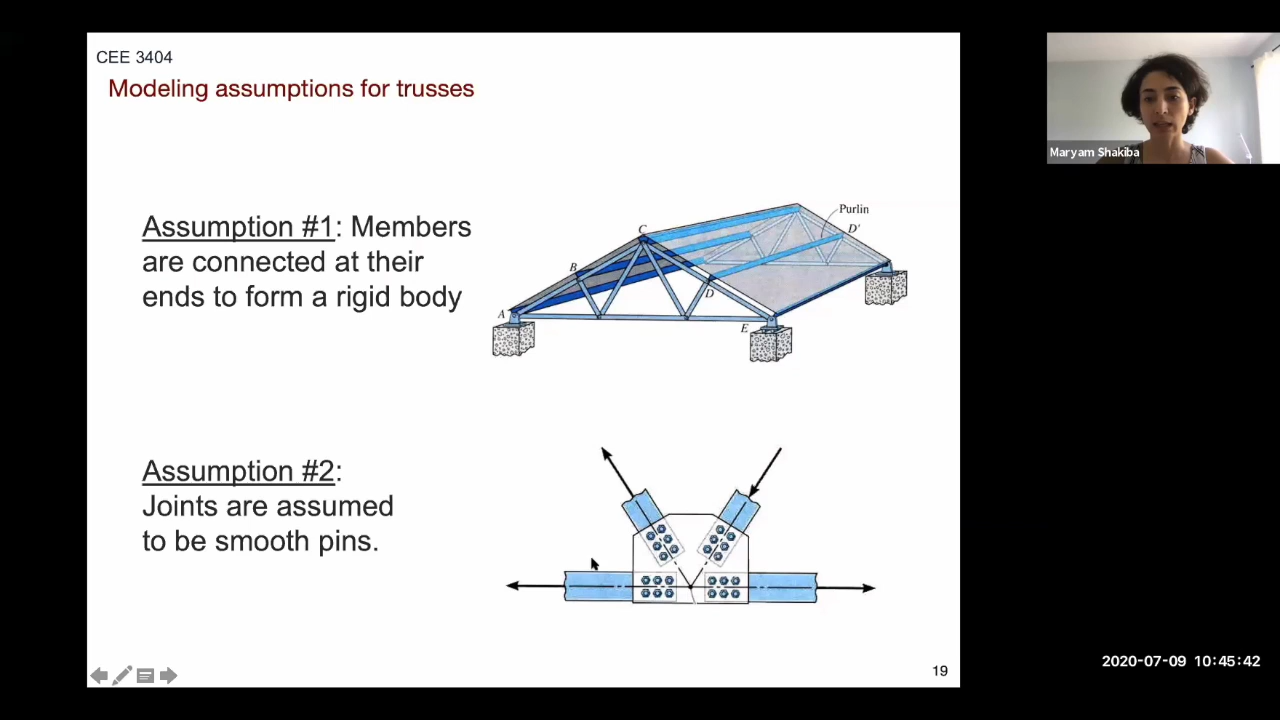 CEE 3404
Modeling assumptions for trusses
Assumption #1: Members
are connected at their
ends to form a rigid body
Purlin
C
D'
B
D
A
E
Assumption #2:
Joints are assumed
to be smooth pins.
19
Maryam Shakiba
2020-07-09 10:45:42